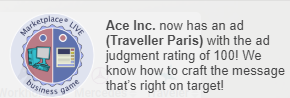 Marketplace® LIVE
Business game
Ace Inc. now has an ad
(Traveller Paris) with the ad
judgment rating of 100! We
know how to craft the message
that's right on target!